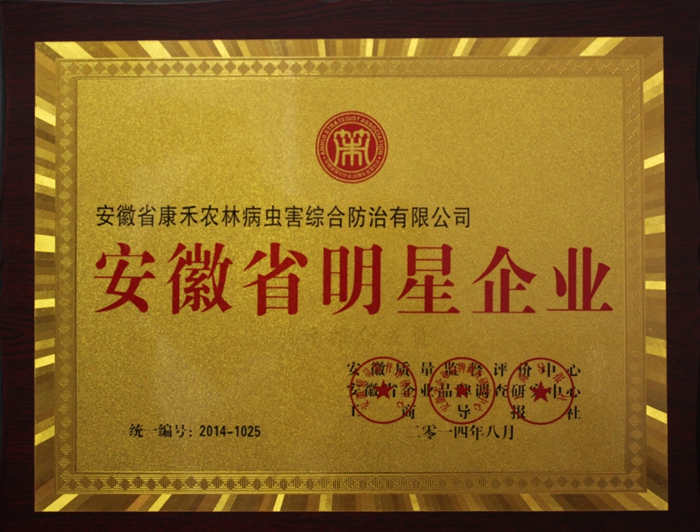 ANHUI STRATEGIST ASSOCIATION
安徽省康禾农林病虫害综合防治有限公司
安徽省明星企业
安徽质量监督评价中心
安徽省企业品牌调查研究中心
工商导报社
统一编号：2014-1025
二零一四年八月